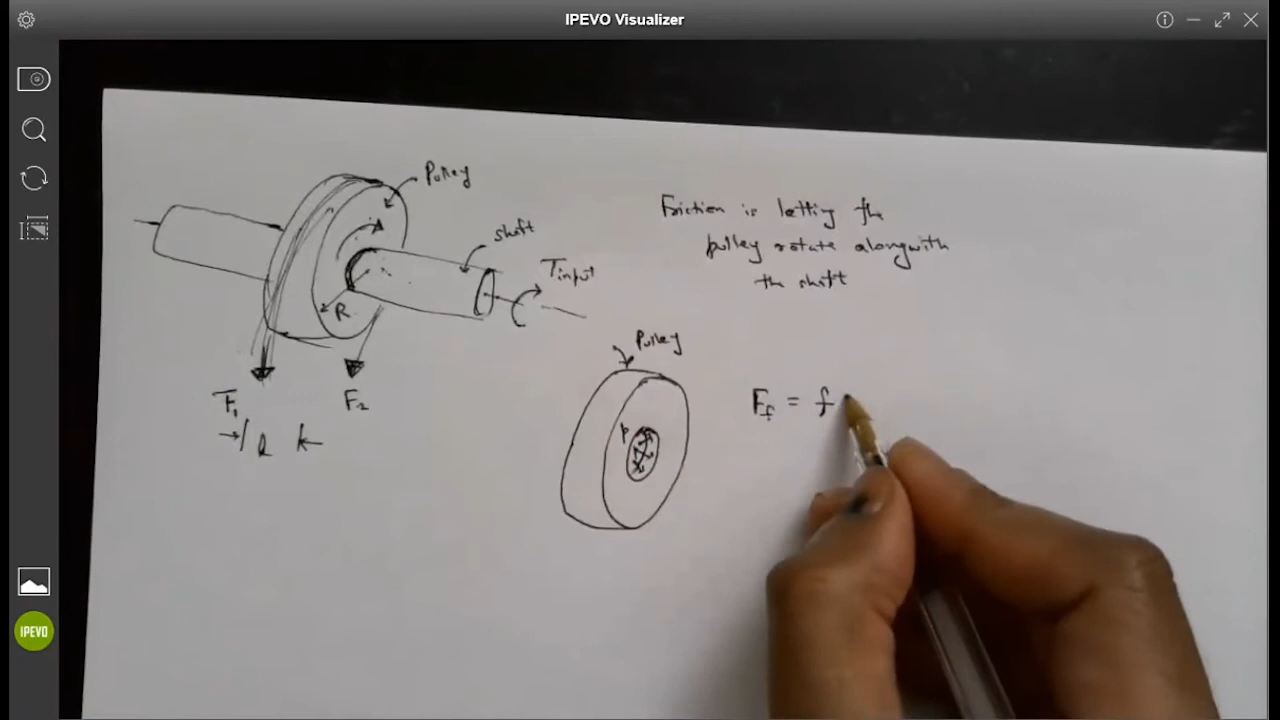 IPEVO Visualizer
Pulley
shaft
Tinput
R
F1
F2
l
Friction is letting the
pulley rotate alongwith
the shaft
Pulley
p
Ff = f
IPEVO